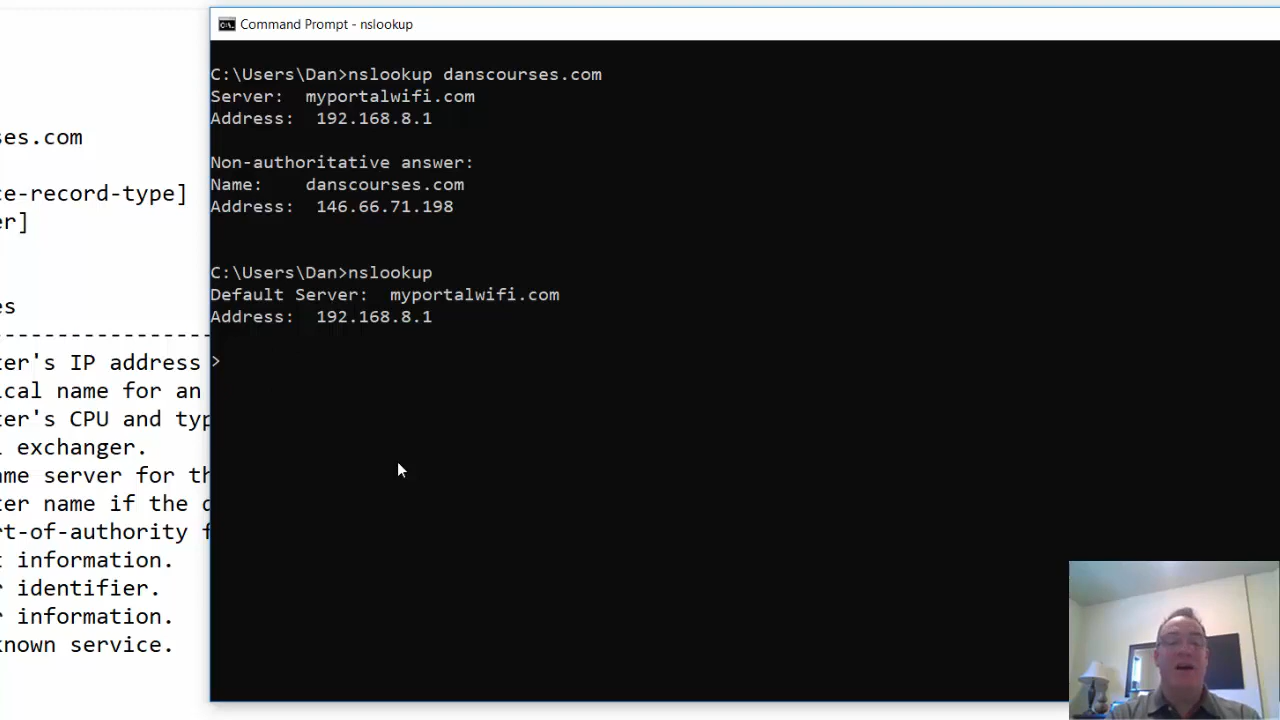 Command Prompt - nslookup
C:\Users\Dan>nslookup danscourses.com
Server:  myportalwifi.com
Address:  192.168.8.1
Non-authoritative answer:
Name:    danscourses.com
Address:  146.66.71.198
C:\Users\Dan>nslookup
Default Server:  myportalwifi.com
Address:  192.168.8.1
>
ses.com
ce-record-type]
er]
es
ter's IP address
ical name for an
ter's CPU and typ
exchanger.
ame server for th
ter name if the
rt-of-authority f
information.
identifier.
information.
known service.